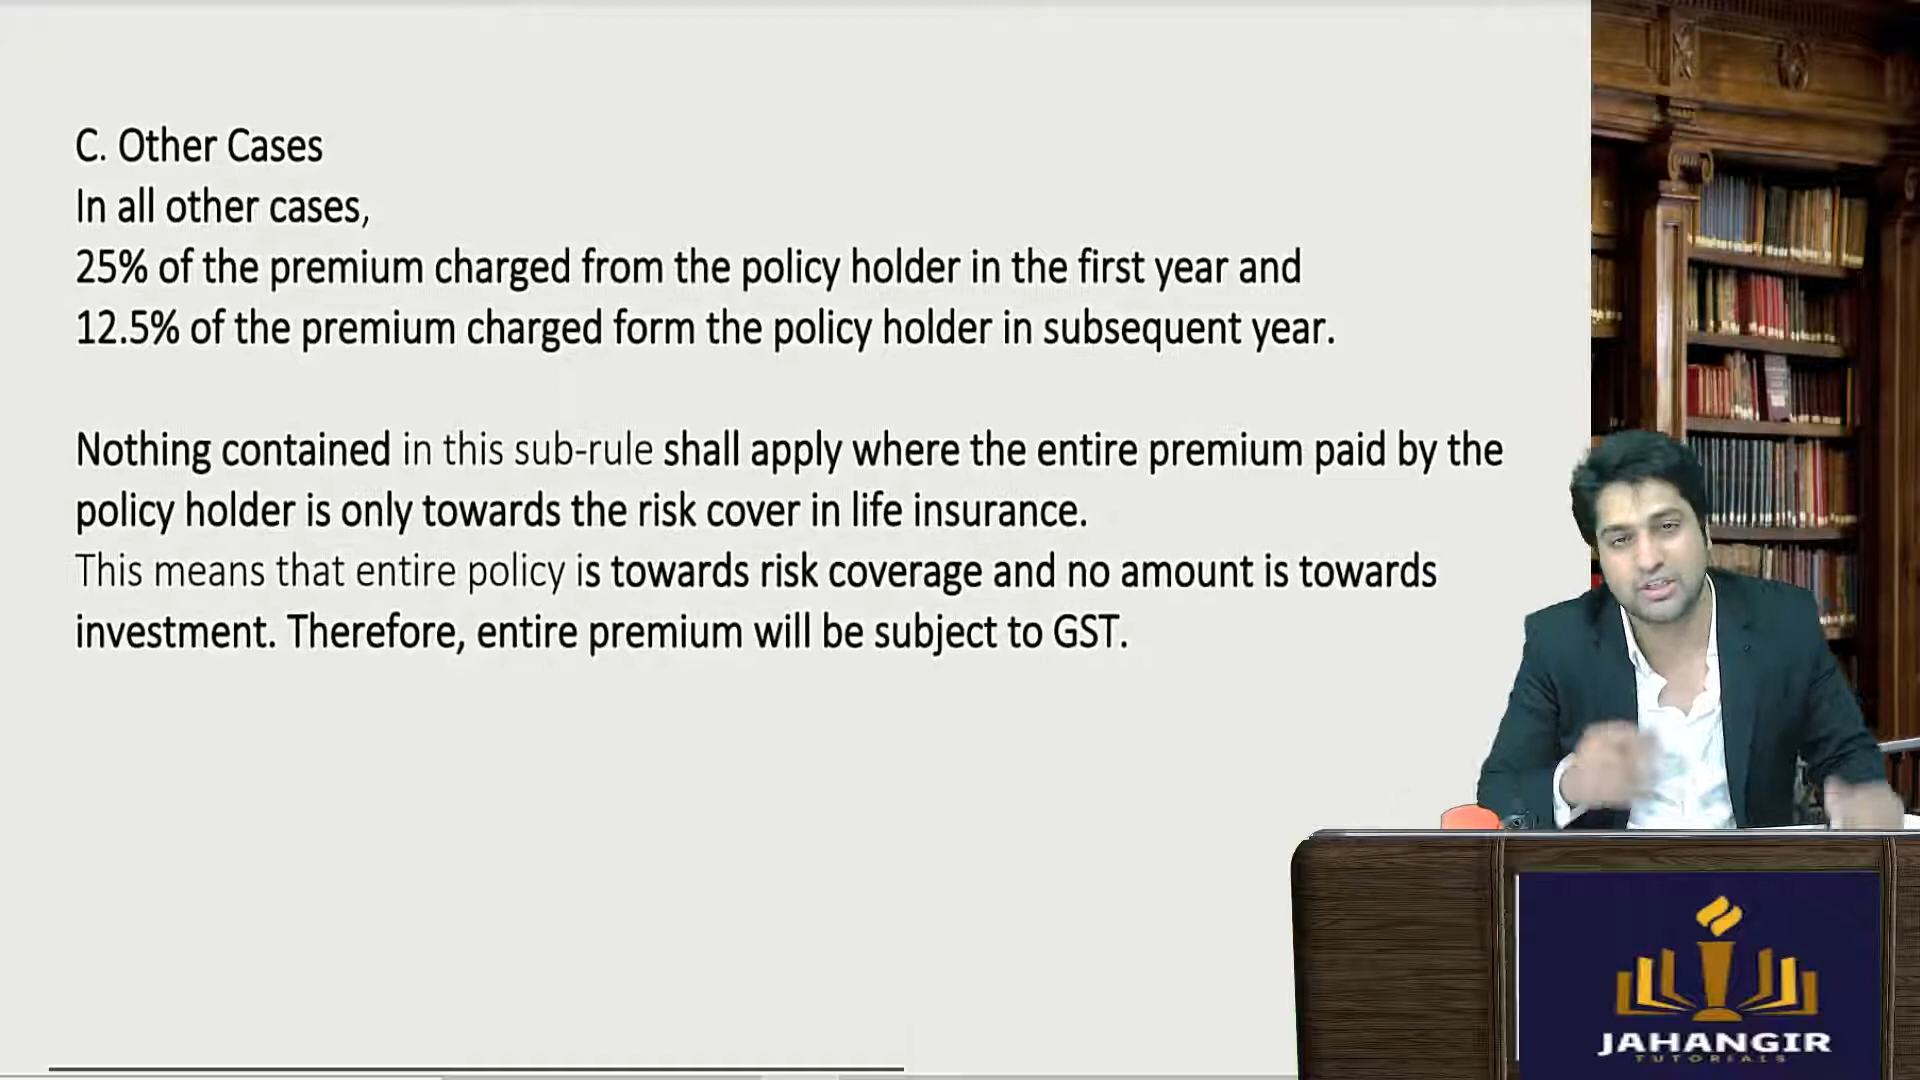 C. Other Cases
In all other cases,
25% of the premium charged from the policy holder in the first year and
12.5% of the premium charged form the policy holder in subsequent year.
Nothing contained in this sub-rule shall apply where the entire premium paid by the
policy holder is only towards the risk cover in life insurance.
This means that entire policy is towards risk coverage and no amount is towards
investment. Therefore, entire premium will be subject to GST.
JAHANGIR
TUTORIALS